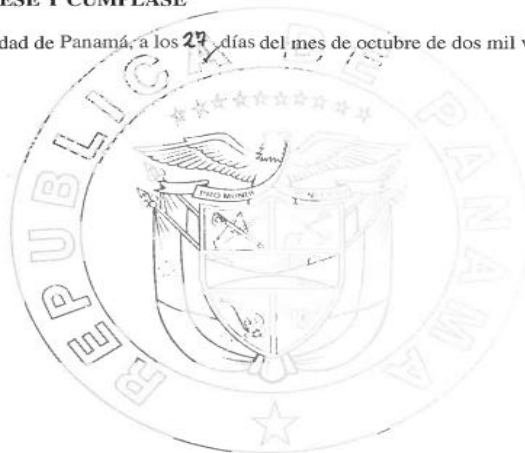 ESE Y CÚMPLASE
dad de Panamá, a los 27 días del mes de octubre de dos mil v
REPUBLICA DE PANAMA
PRO MUNDI